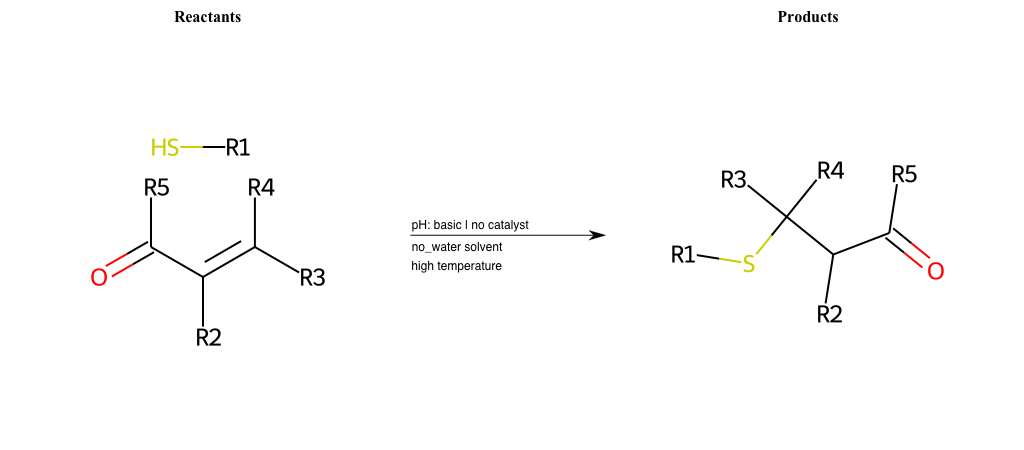 Reactants
Products
HS R1
R5 R4
O R3
R2
pH: basic | no catalyst
no_water solvent
high temperature
R3 R4 R5
R1 S O
R2